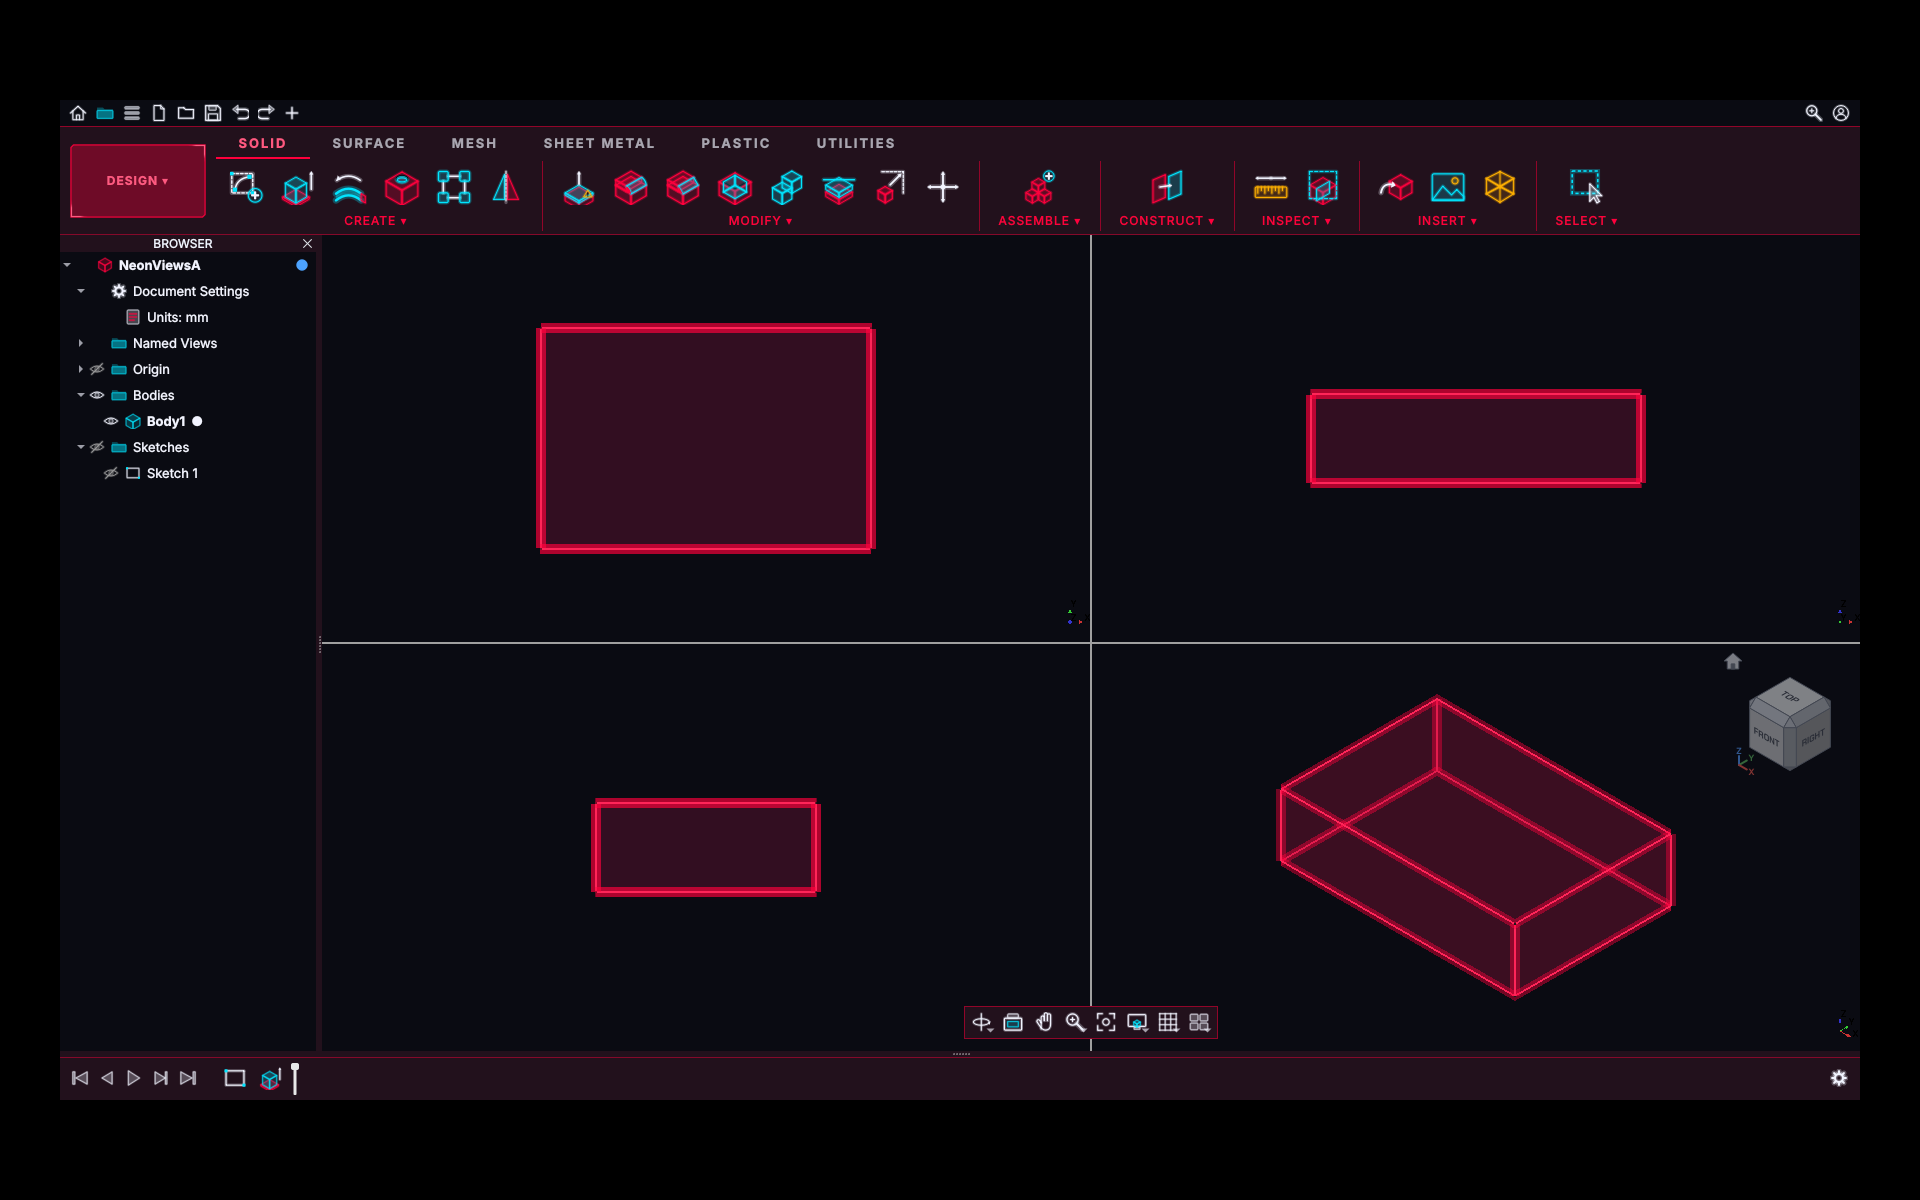 SOLID SURFACE MESH SHEET METAL PLASTIC UTILITIES
DESIGN
CREATE MODIFY ASSEMBLE CONSTRUCT INSPECT INSERT SELECT
BROWSER
NeonViewsA
Document Settings
Units: mm
Named Views
Origin
Bodies
Body1
Sketches
Sketch 1
TOP
FRONT RIGHT
Z
Y
X